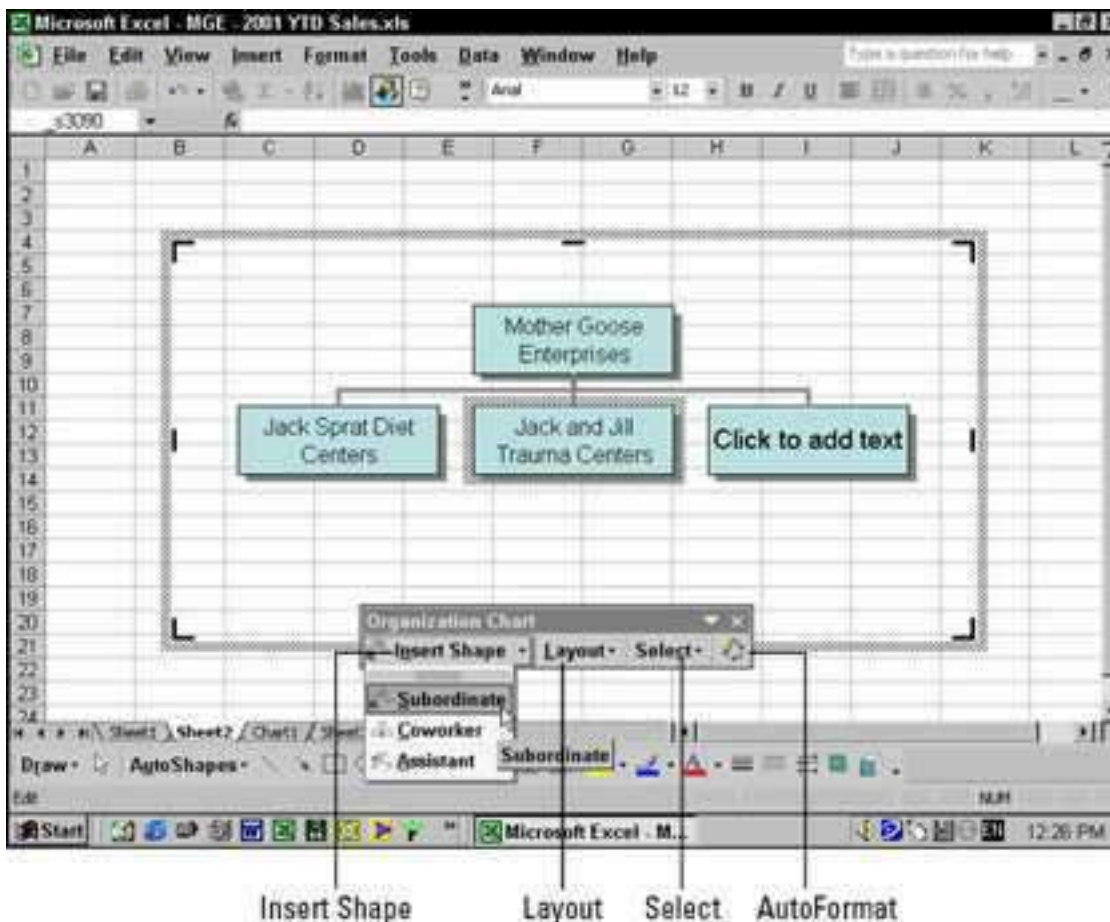 Microsoft Excel - MGE - 2001 YTD Sales.xls
File Edit View Insert Format Tools Data Window Help
Type a question for help
Arial 12 B I U
_s3090 fx
A B C D E F G H I J K L
1
2
3
4
5
6
7
8
9
10
11
12
13
14
15
16
17
18
19
20
21
22
23
24
Mother Goose
Enterprises
Jack Sprat Diet
Centers
Jack and Jill
Trauma Centers
Click to add text
Organization Chart
Insert Shape Layout Select
Subordinate
Coworker
Assistant
Subordinate
Sheet1 Sheet2 Chart1
Draw AutoShapes
Edit
NUM
Start
Microsoft Excel - M...
EN
12:26 PM
Insert Shape Layout Select AutoFormat